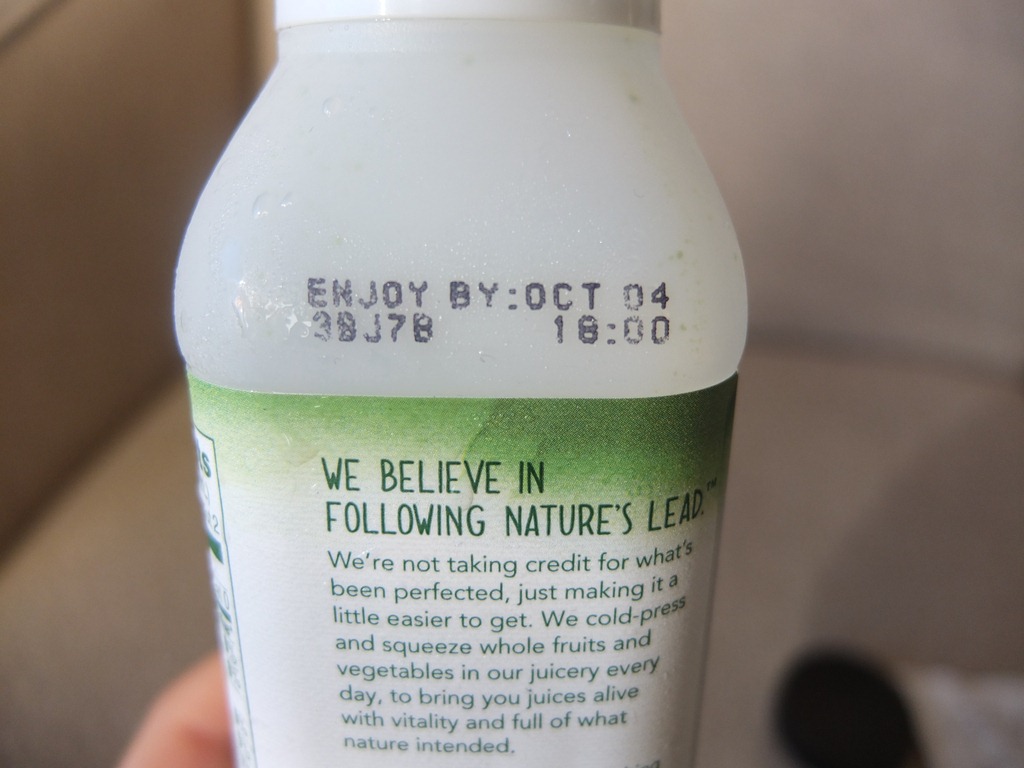 ENJOY BY:OCT 04
3BJ7B 18:00
WE BELIEVE IN
FOLLOWING NATURE'S LEAD.™
We're not taking credit for what's
been perfected, just making it a
little easier to get. We cold-press
and squeeze whole fruits and
vegetables in our juicery every
day, to bring you juices alive
with vitality and full of what
nature intended.